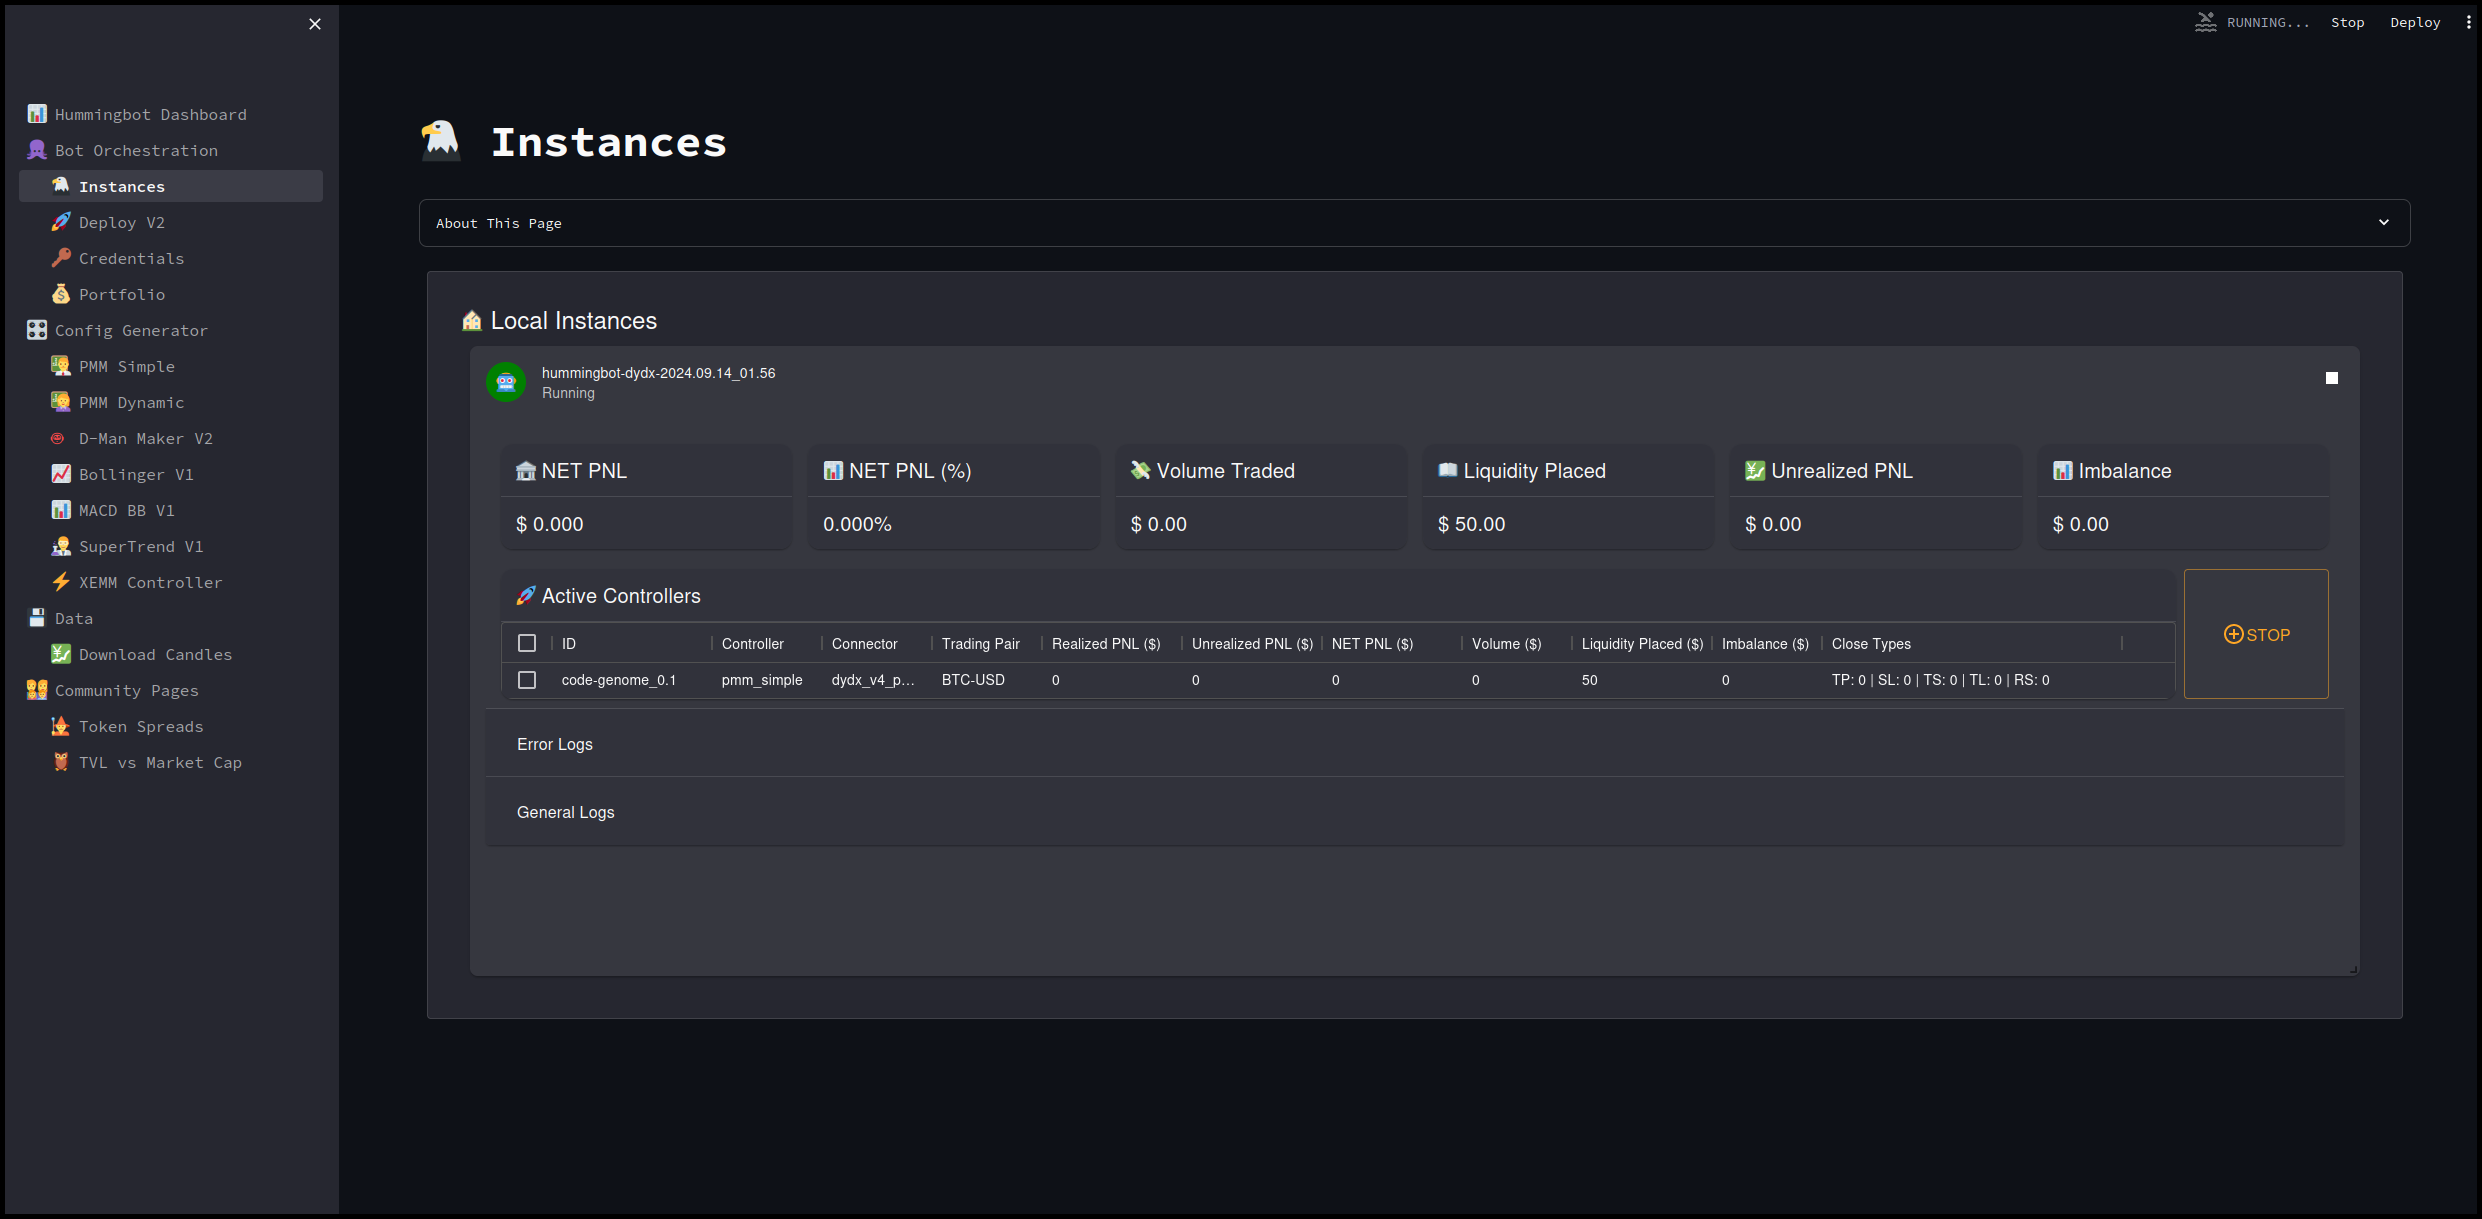 RUNNING... Stop Deploy
Hummingbot Dashboard
Bot Orchestration
Instances
Deploy V2
Credentials
Portfolio
Config Generator
PMM Simple
PMM Dynamic
D-Man Maker V2
Bollinger V1
MACD BB V1
SuperTrend V1
XEMM Controller
Data
Download Candles
Community Pages
Token Spreads
TVL vs Market Cap
Instances
About This Page
Local Instances
hummingbot-dydx-2024.09.14_01.56
Running
NET PNL
$ 0.000
NET PNL (%)
0.000%
Volume Traded
$ 0.00
Liquidity Placed
$ 50.00
Unrealized PNL
$ 0.00
Imbalance
$ 0.00
Active Controllers
ID Controller Connector Trading Pair Realized PNL ($) Unrealized PNL ($) NET PNL ($) Volume ($) Liquidity Placed ($) Imbalance ($) Close Types
code-genome_0.1 pmm_simple dydx_v4_p... BTC-USD 0 0 0 0 50 0 TP: 0 | SL: 0 | TS: 0 | TL: 0 | RS: 0
STOP
Error Logs
General Logs